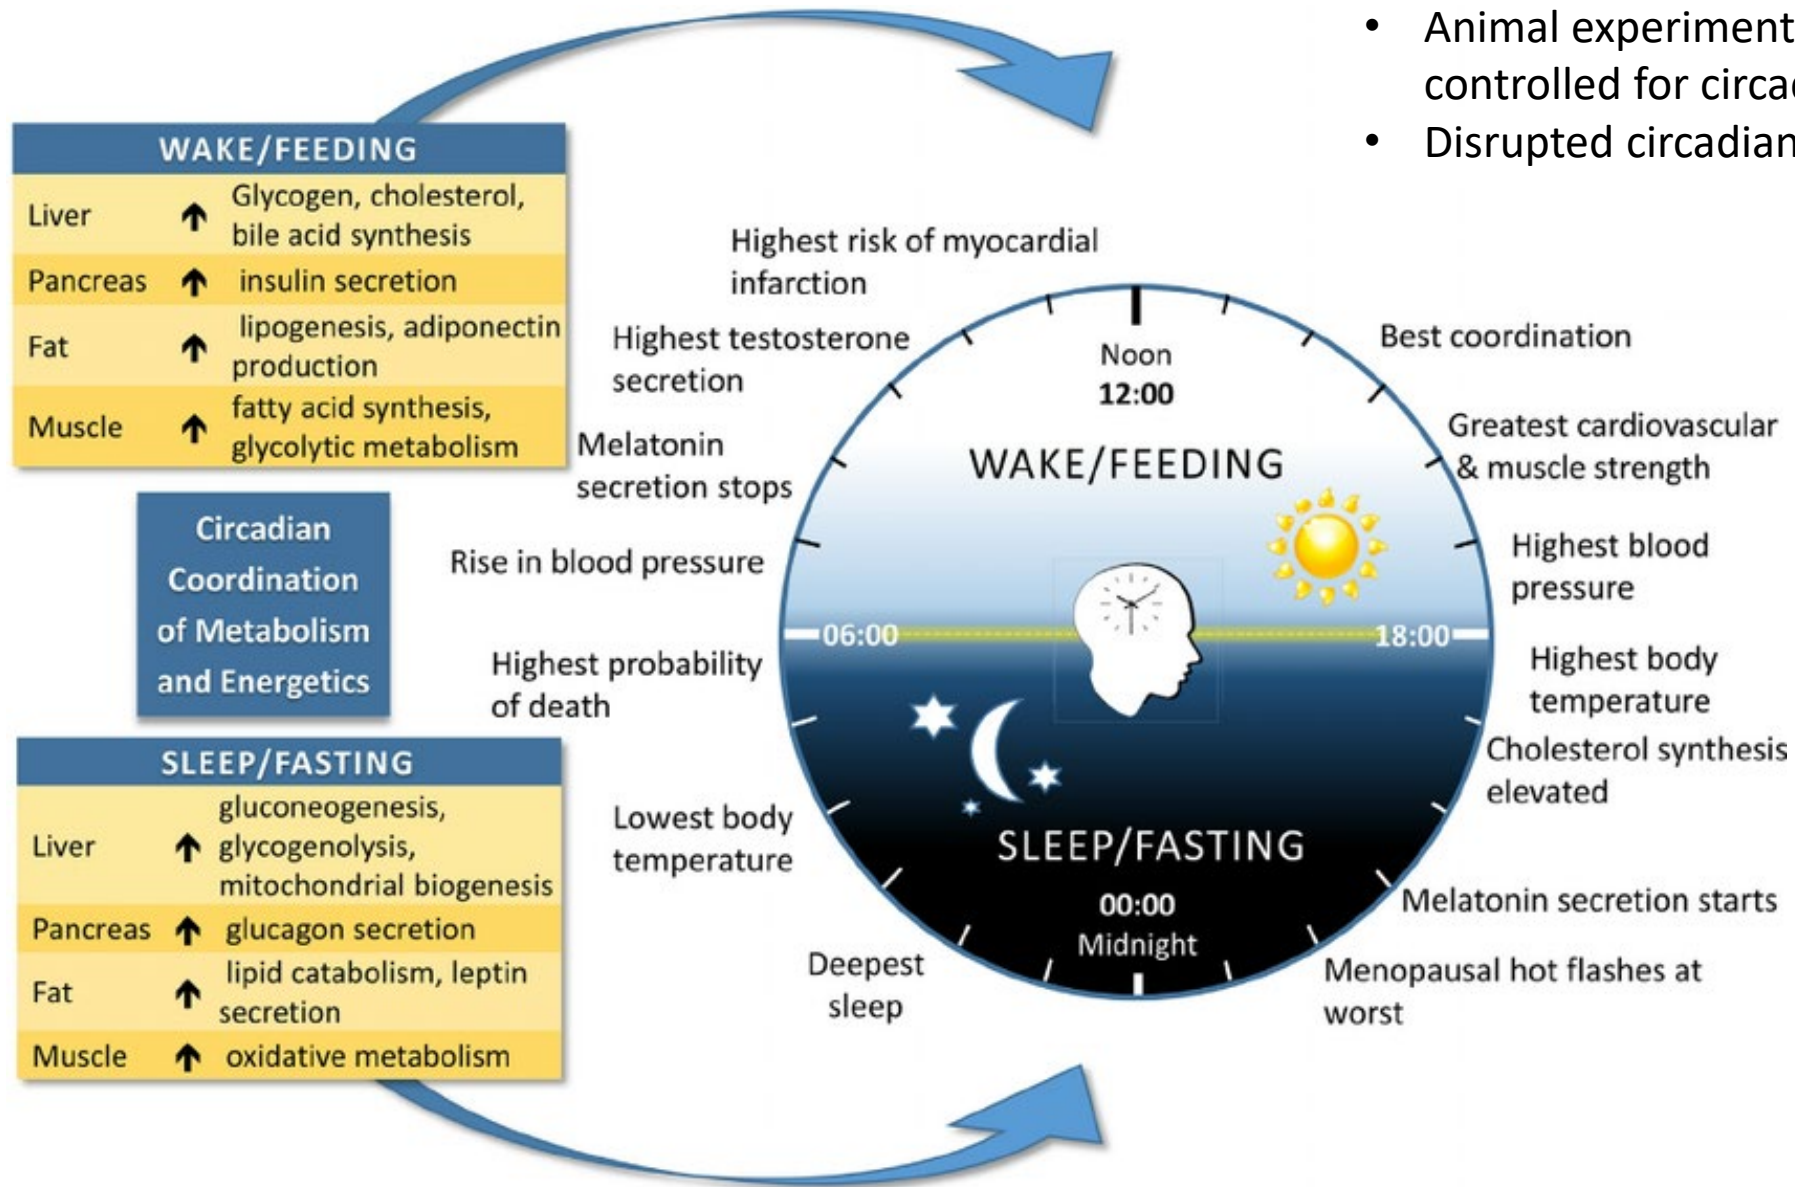 • Animal experiment
controlled for circa
• Disrupted circadian
WAKE/FEEDING
Liver ↑ Glycogen, cholesterol,
bile acid synthesis
Pancreas ↑ insulin secretion
Fat ↑ lipogenesis, adiponectin
production
Muscle ↑ fatty acid synthesis,
glycolytic metabolism
Circadian
Coordination
of Metabolism
and Energetics
SLEEP/FASTING
Liver ↑ gluconeogenesis,
glycogenolysis,
mitochondrial biogenesis
Pancreas ↑ glucagon secretion
Fat ↑ lipid catabolism, leptin
secretion
Muscle ↑ oxidative metabolism
Highest risk of myocardial
infarction
Highest testosterone
secretion
Melatonin
secretion stops
Rise in blood pressure
Highest probability
of death
Lowest body
temperature
Deepest
sleep
Noon
12:00
WAKE/FEEDING
06:00
18:00
SLEEP/FASTING
00:00
Midnight
Best coordination
Greatest cardiovascular
& muscle strength
Highest blood
pressure
Highest body
temperature
Cholesterol synthesis
elevated
Melatonin secretion starts
Menopausal hot flashes at
worst